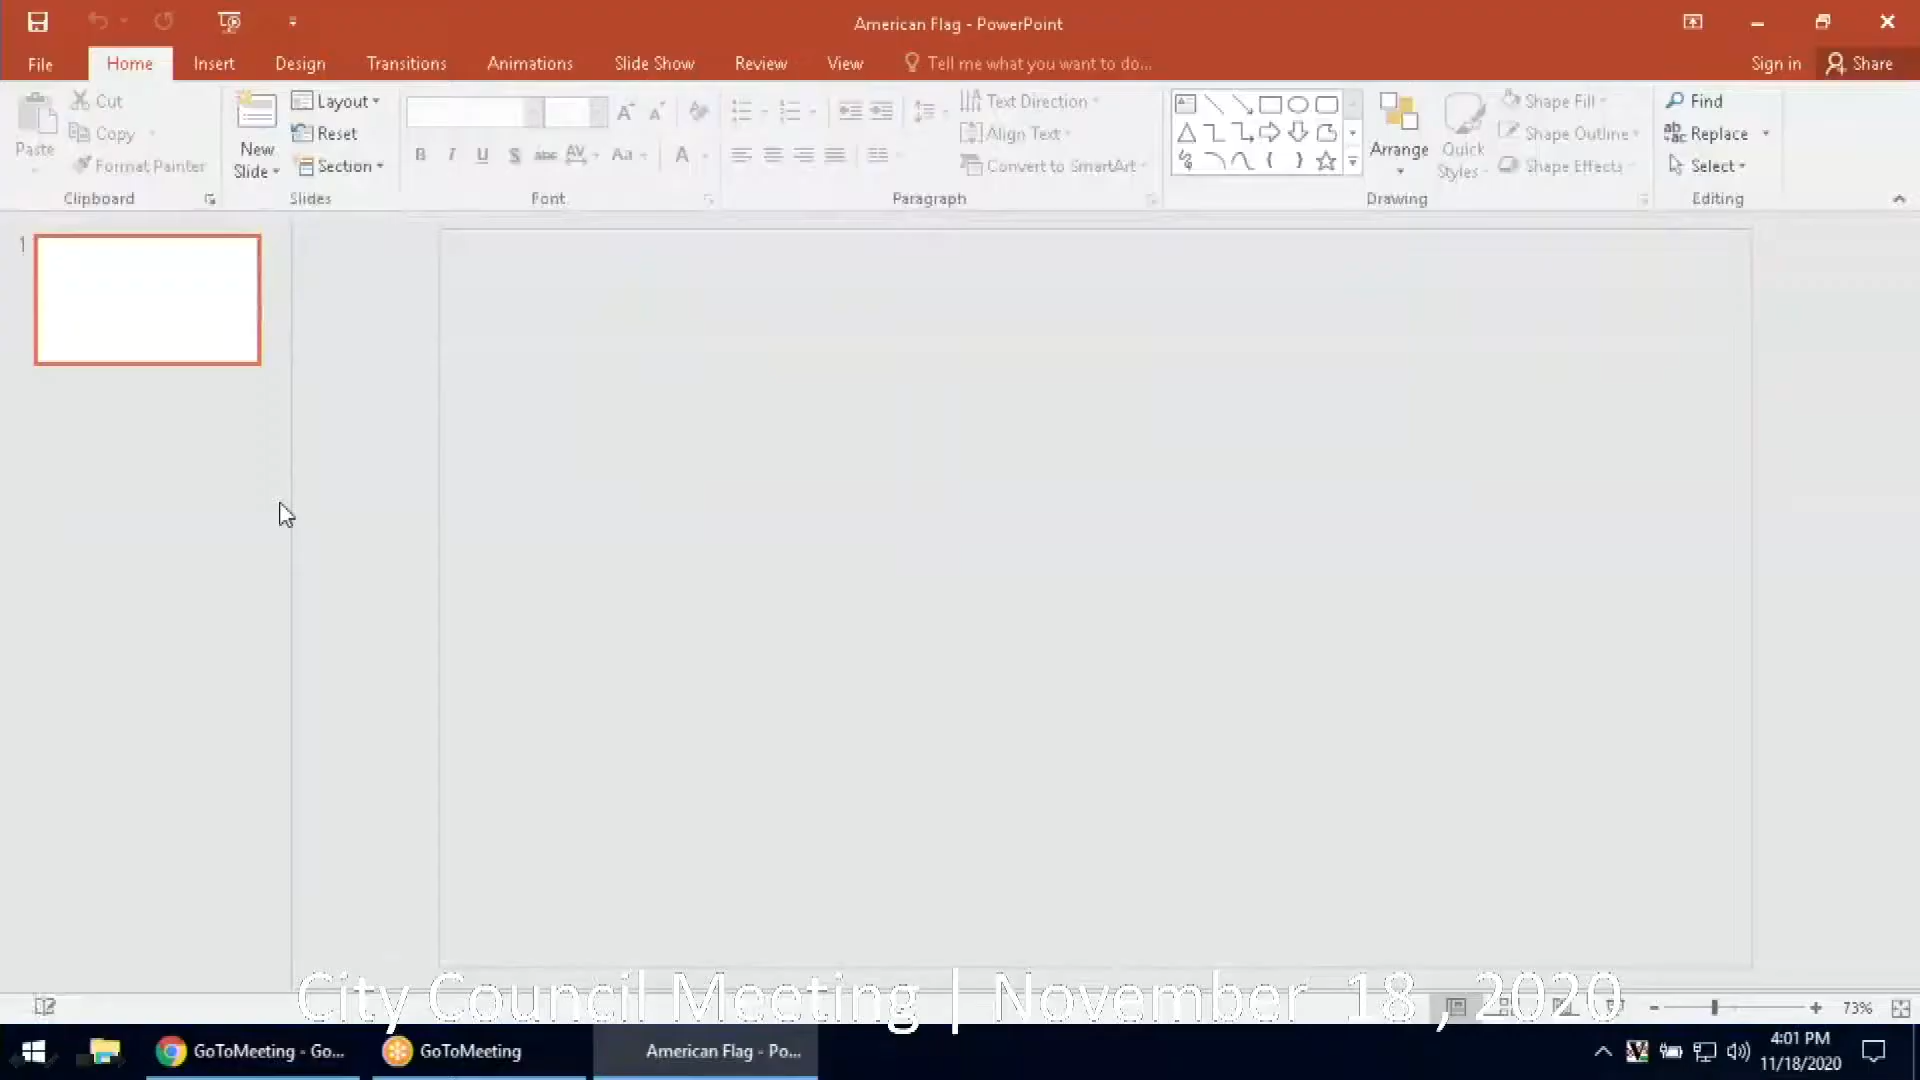 American Flag - PowerPoint
File Home Insert Design Transitions Animations Slide Show Review View Tell me what you want to do... Sign in Share
Paste Cut Copy Format Painter Clipboard
New Slide Layout Reset Section Slides
B I U S abc AV Aa A Font
Text Direction Align Text Convert to SmartArt Paragraph
Arrange Quick Styles Shape Fill Shape Outline Shape Effects Drawing
Find Replace Select Editing
1
City Council Meeting | November 18, 2020
73%
GoToMeeting - Go... GoToMeeting American Flag - Po... 4:01 PM
11/18/2020